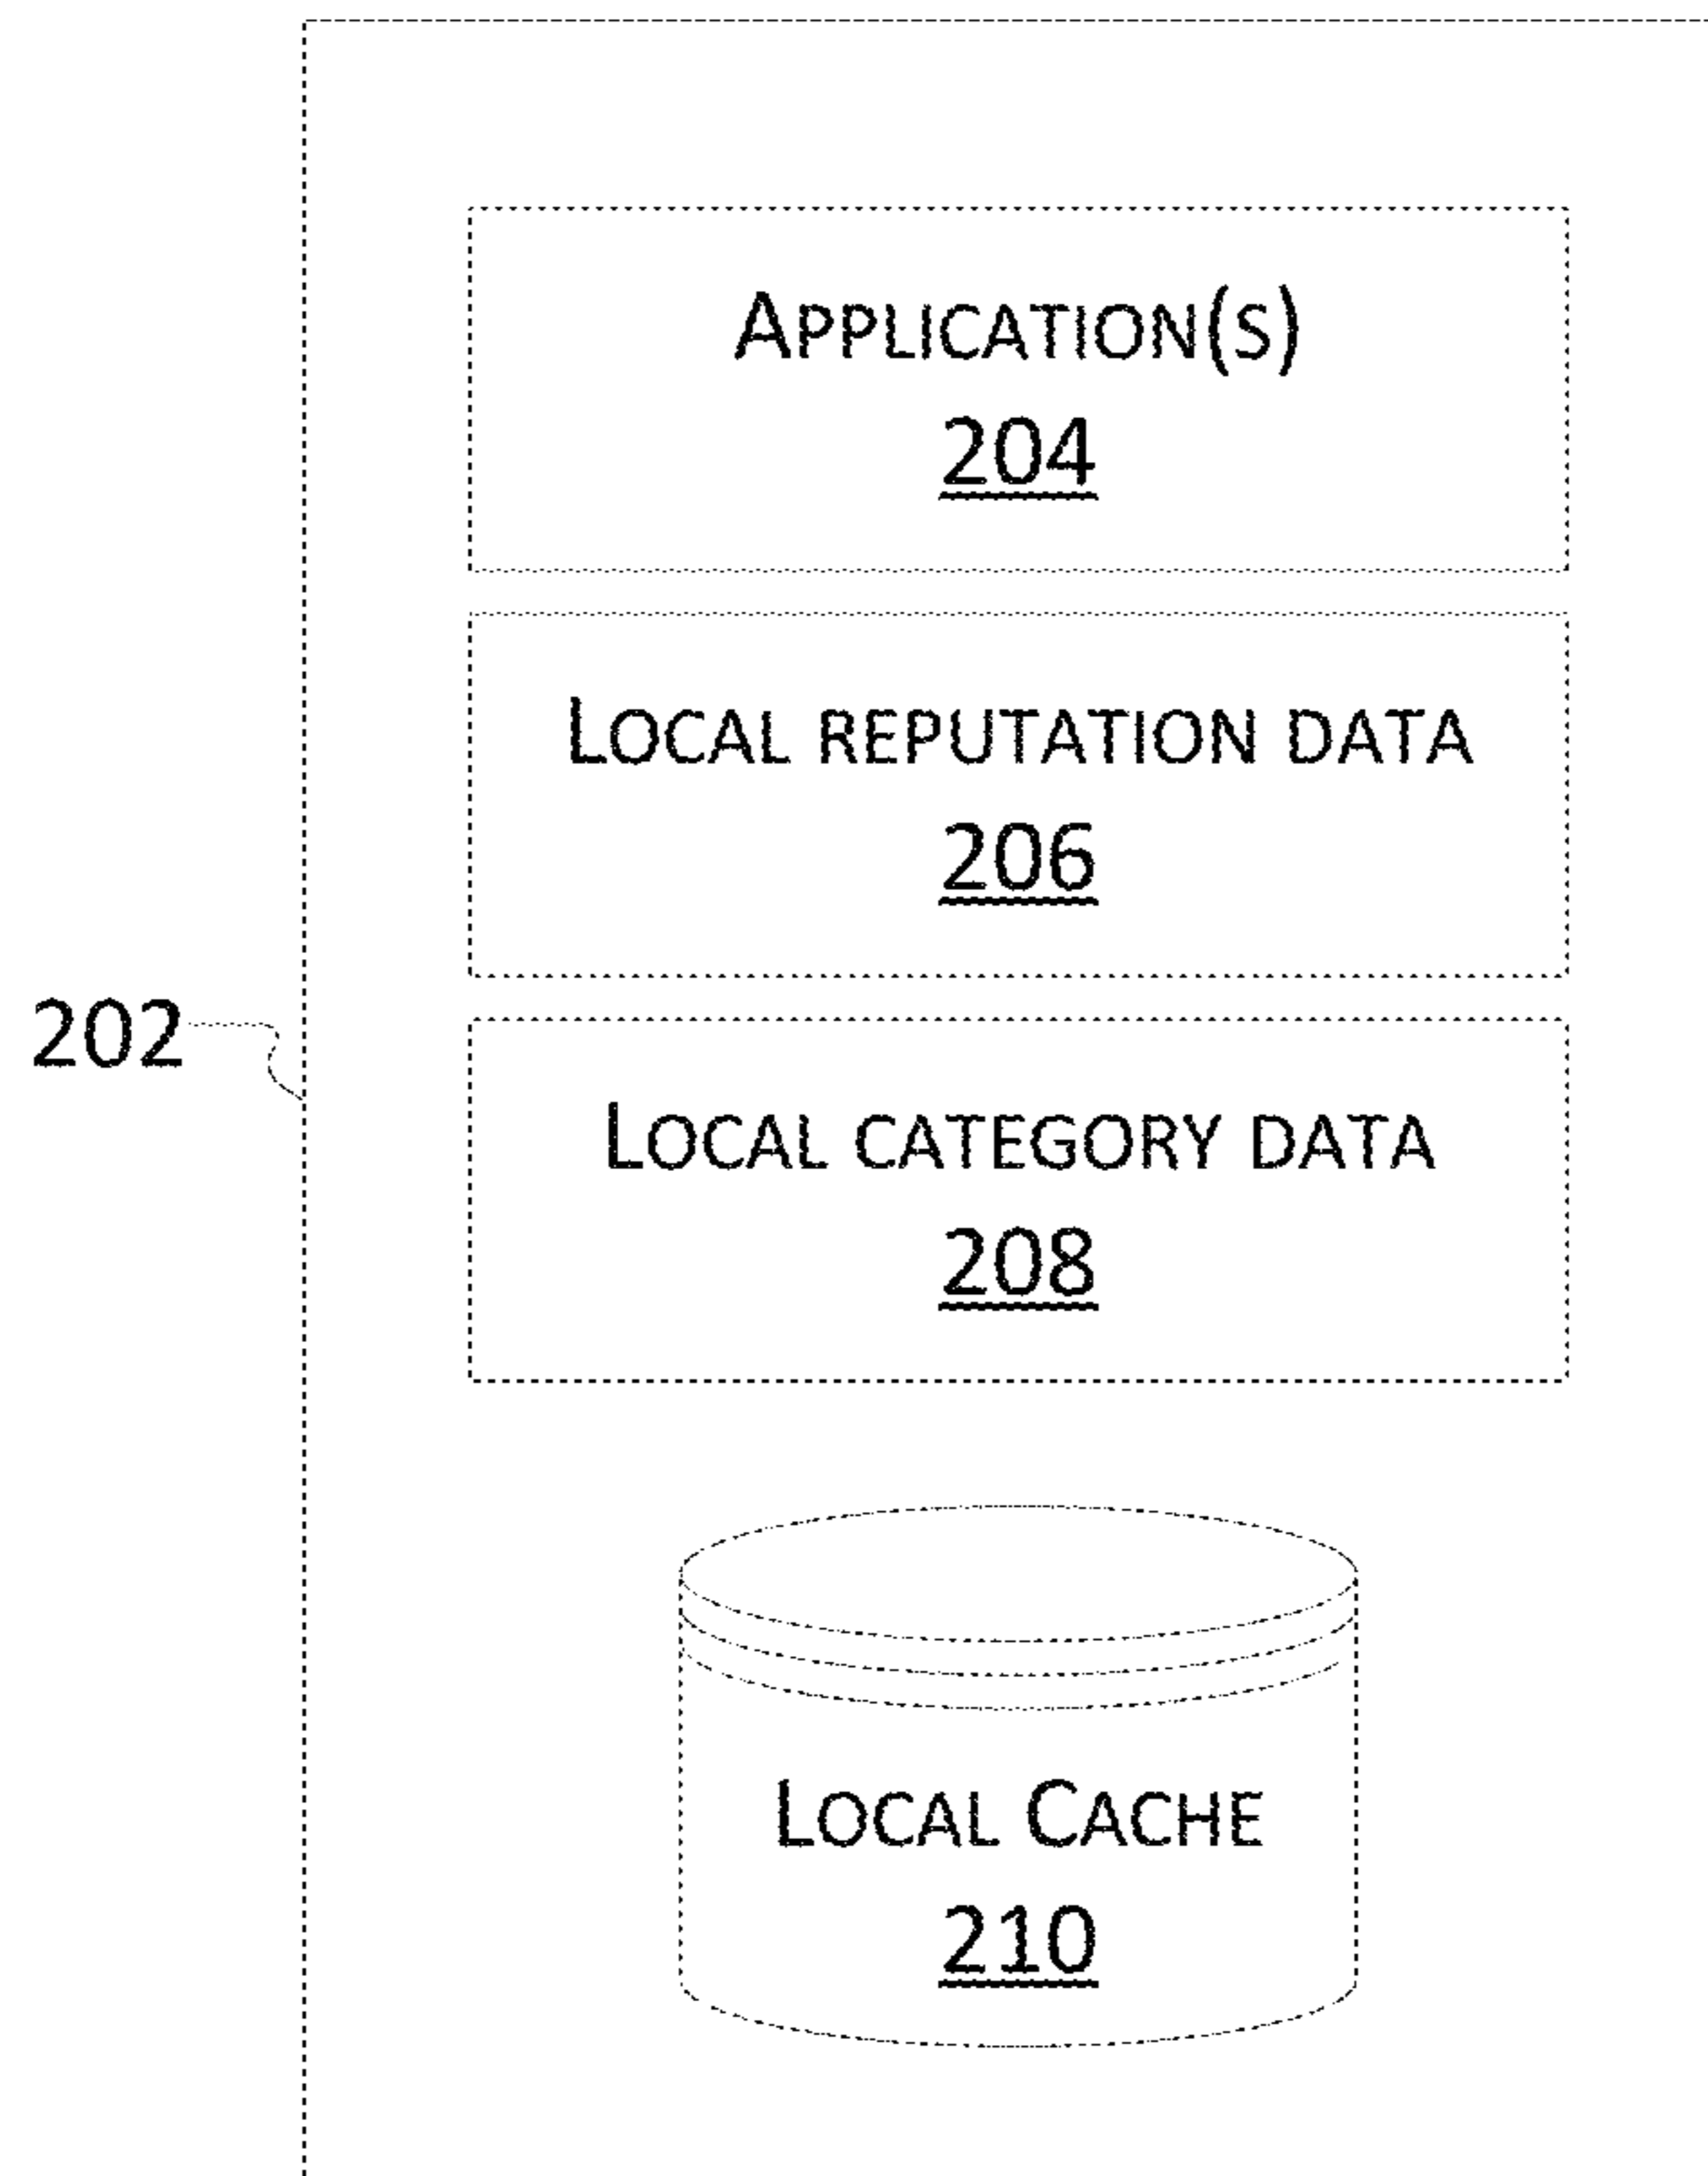 APPLICATION(S)
204
LOCAL REPUTATION DATA
206
202
LOCAL CATEGORY DATA
208
LOCAL CACHE
210